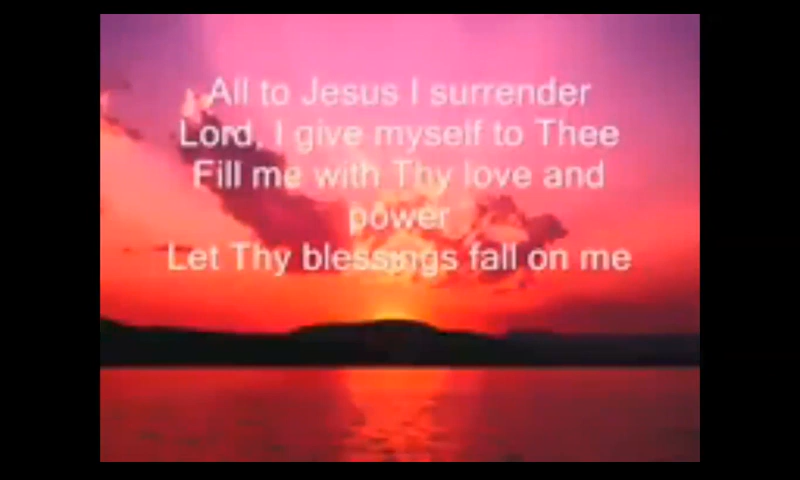 All to Jesus I surrender
Lord, I give myself to Thee
Fill me with Thy love and
power
Let Thy blessings fall on me